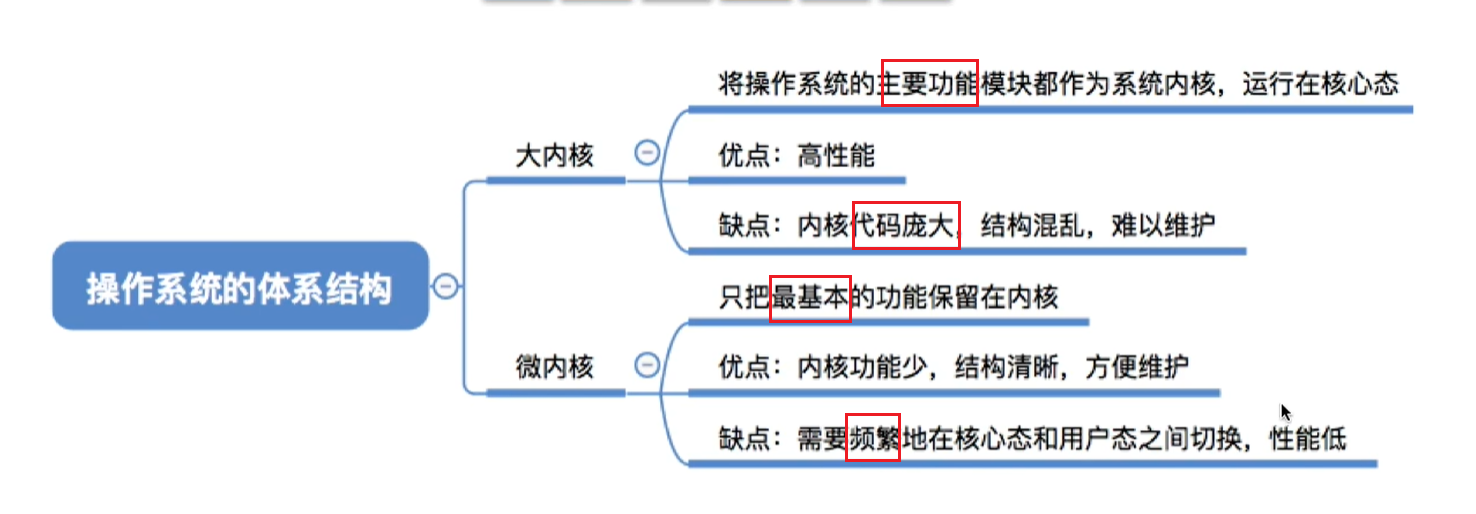 操作系统的体系结构
大内核
将操作系统的主要功能模块都作为系统内核，运行在核心态
优点：高性能
缺点：内核代码庞大，结构混乱，难以维护
微内核
只把最基本的功能保留在内核
优点：内核功能少，结构清晰，方便维护
缺点：需要频繁地在核心态和用户态之间切换，性能低